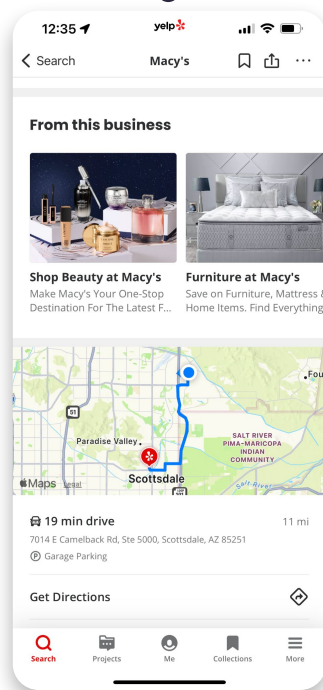 12:35
yelp
Search
Macy's
From this business
Shop Beauty at Macy's
Make Macy's Your One-Stop
Destination For The Latest F...
Furniture at Macy's
Save on Furniture, Mattress &
Home Items. Find Everything
51
Paradise Valley
Fou
SALT RIVER
PIMA-MARICOPA
INDIAN
COMMUNITY
Scottsdale
Salt River
Maps
Legal
19 min drive
11 mi
7014 E Camelback Rd, Ste 5000, Scottsdale, AZ 85251
P Garage Parking
Get Directions
Search
Projects
Me
Collections
More